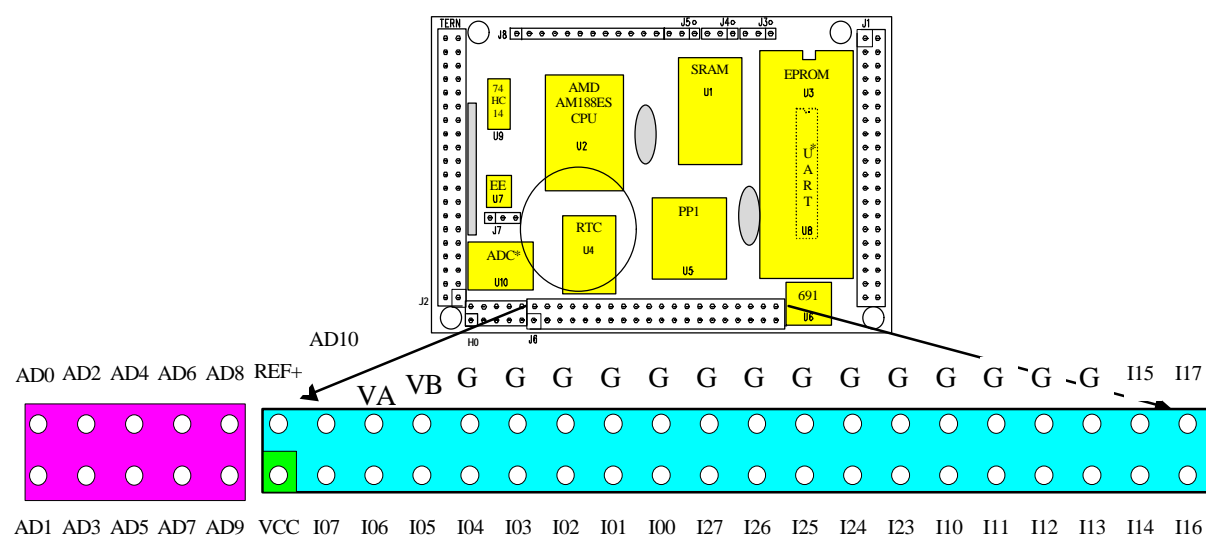 TERN
J8
J5
J4
J3
J1
74
HC
14
U9
AMD
AM188ES
CPU
U2
SRAM
U1
EPROM
U3
U*
A
R
T
U8
EE
U7
J7
RTC
U4
PP1
U5
ADC*
U10
691
U6
J2
H0
J6
AD10
AD0 AD2 AD4 AD6 AD8 REF+ VA VB G G G G G G G G G G G G G G I15 I17
AD1 AD3 AD5 AD7 AD9 VCC I07 I06 I05 I04 I03 I02 I01 I00 I27 I26 I25 I24 I23 I10 I11 I12 I13 I14 I16